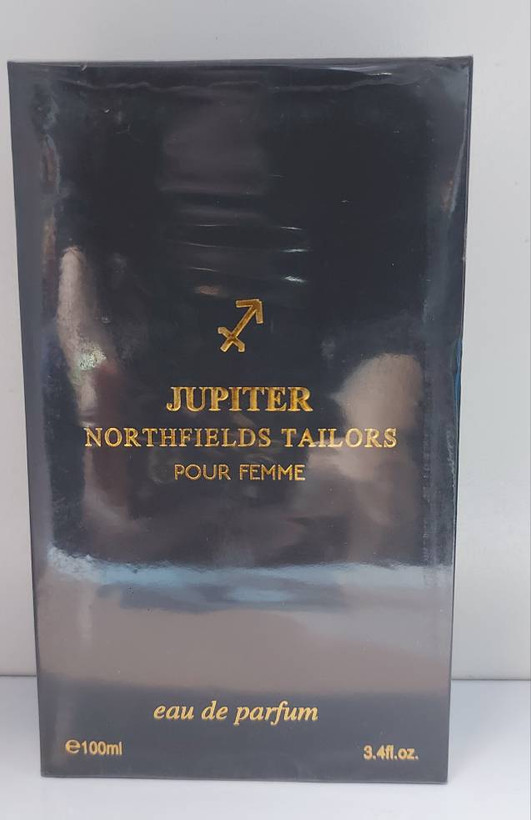 JUPITER
NORTHFIELDS TAILORS
POUR FEMME
eau de parfum
℮100ml 3.4fl.oz.